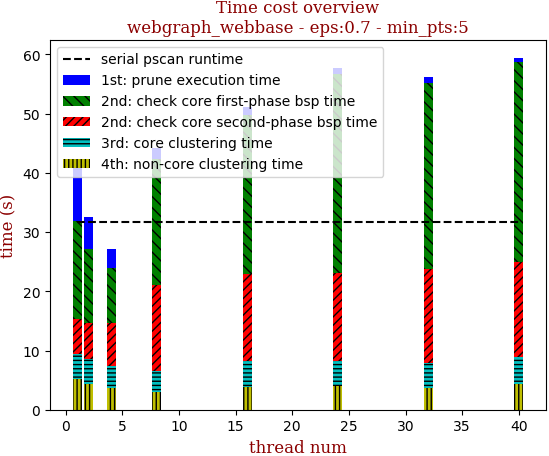 Time cost overview
webgraph_webbase - eps:0.7 - min_pts:5
serial pscan runtime
1st: prune execution time
2nd: check core first-phase bsp time
2nd: check core second-phase bsp time
3rd: core clustering time
4th: non-core clustering time
time (s)
60
50
40
30
20
10
0
0 5 10 15 20 25 30 35 40
thread num